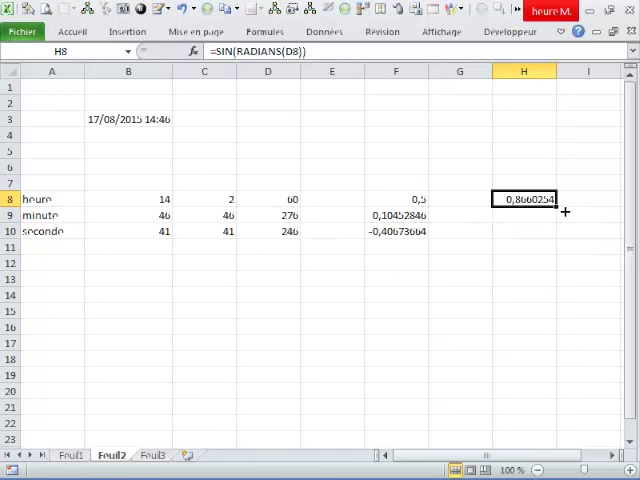 heure M.
Fichier Accueil Insertion Mise en page Formules Données Révision Affichage Développeur
H8 fx =SIN(RADIANS(D8))
A B C D E F G H I
1
2
3 17/08/2015 14:46
4
5
6
7
8 heure 14 2 60 0,5 0,8660254
9 minute 46 46 276 0,10452846
10 seconde 41 41 246 -0,40673664
11
12
13
14
15
16
17
18
19
20
21
22
23
Feuil1 Feuil2 Feuil3
100 %